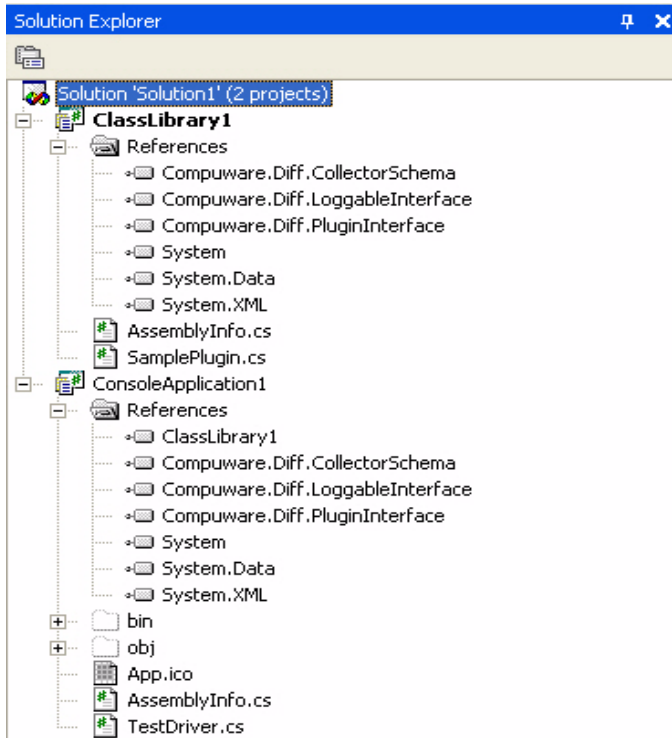 Solution Explorer
Solution 'Solution1' (2 projects)
ClassLibrary1
References
Compuware.Diff.CollectorSchema
Compuware.Diff.LoggableInterface
Compuware.Diff.PluginInterface
System
System.Data
System.XML
AssemblyInfo.cs
SamplePlugin.cs
ConsoleApplication1
References
ClassLibrary1
Compuware.Diff.CollectorSchema
Compuware.Diff.LoggableInterface
Compuware.Diff.PluginInterface
System
System.Data
System.XML
bin
obj
App.ico
AssemblyInfo.cs
TestDriver.cs